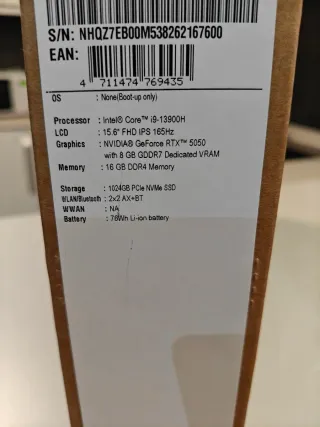 S/N: NHQZ7EB00M538262167600
EAN:
4 711474 769435
OS : None(Boot-up only)
Processor : Intel® Core™ i9-13900H
LCD : 15.6" FHD IPS 165Hz
Graphics : NVIDIA® GeForce RTX™ 5050
with 8 GB GDDR7 Dedicated VRAM
Memory : 16 GB DDR4 Memory
Storage : 1024GB PCIe NVMe SSD
WLAN/Bluetooth : 2x2 AX+BT
WWAN : NA
Battery : 76Wh Li-ion battery